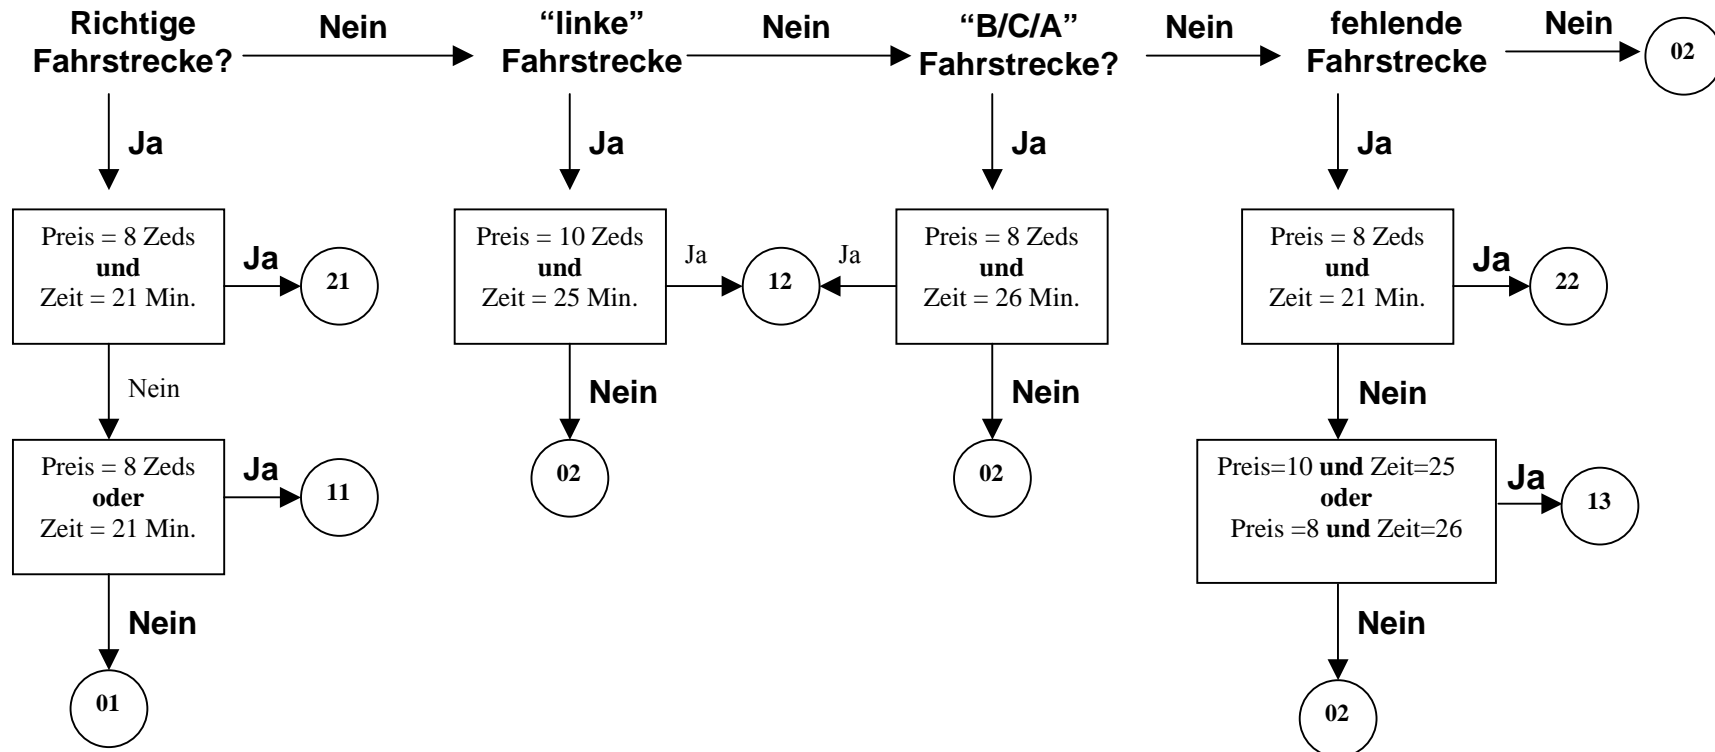 Richtige
Fahrstrecke?
Nein
“linke”
Fahrstrecke
Nein
“B/C/A”
Fahrstrecke?
Nein
fehlende
Fahrstrecke
Nein
02
Ja
Ja
Ja
Ja
Preis = 8 Zeds
und
Zeit = 21 Min.
Ja
21
Preis = 10 Zeds
und
Zeit = 25 Min.
Ja
12
Ja
Preis = 8 Zeds
und
Zeit = 26 Min.
Preis = 8 Zeds
und
Zeit = 21 Min.
Ja
22
Nein
Nein
Nein
Nein
Preis = 8 Zeds
oder
Zeit = 21 Min.
Ja
11
02
02
Preis=10 und Zeit=25
oder
Preis =8 und Zeit=26
Ja
13
Nein
Nein
01
02